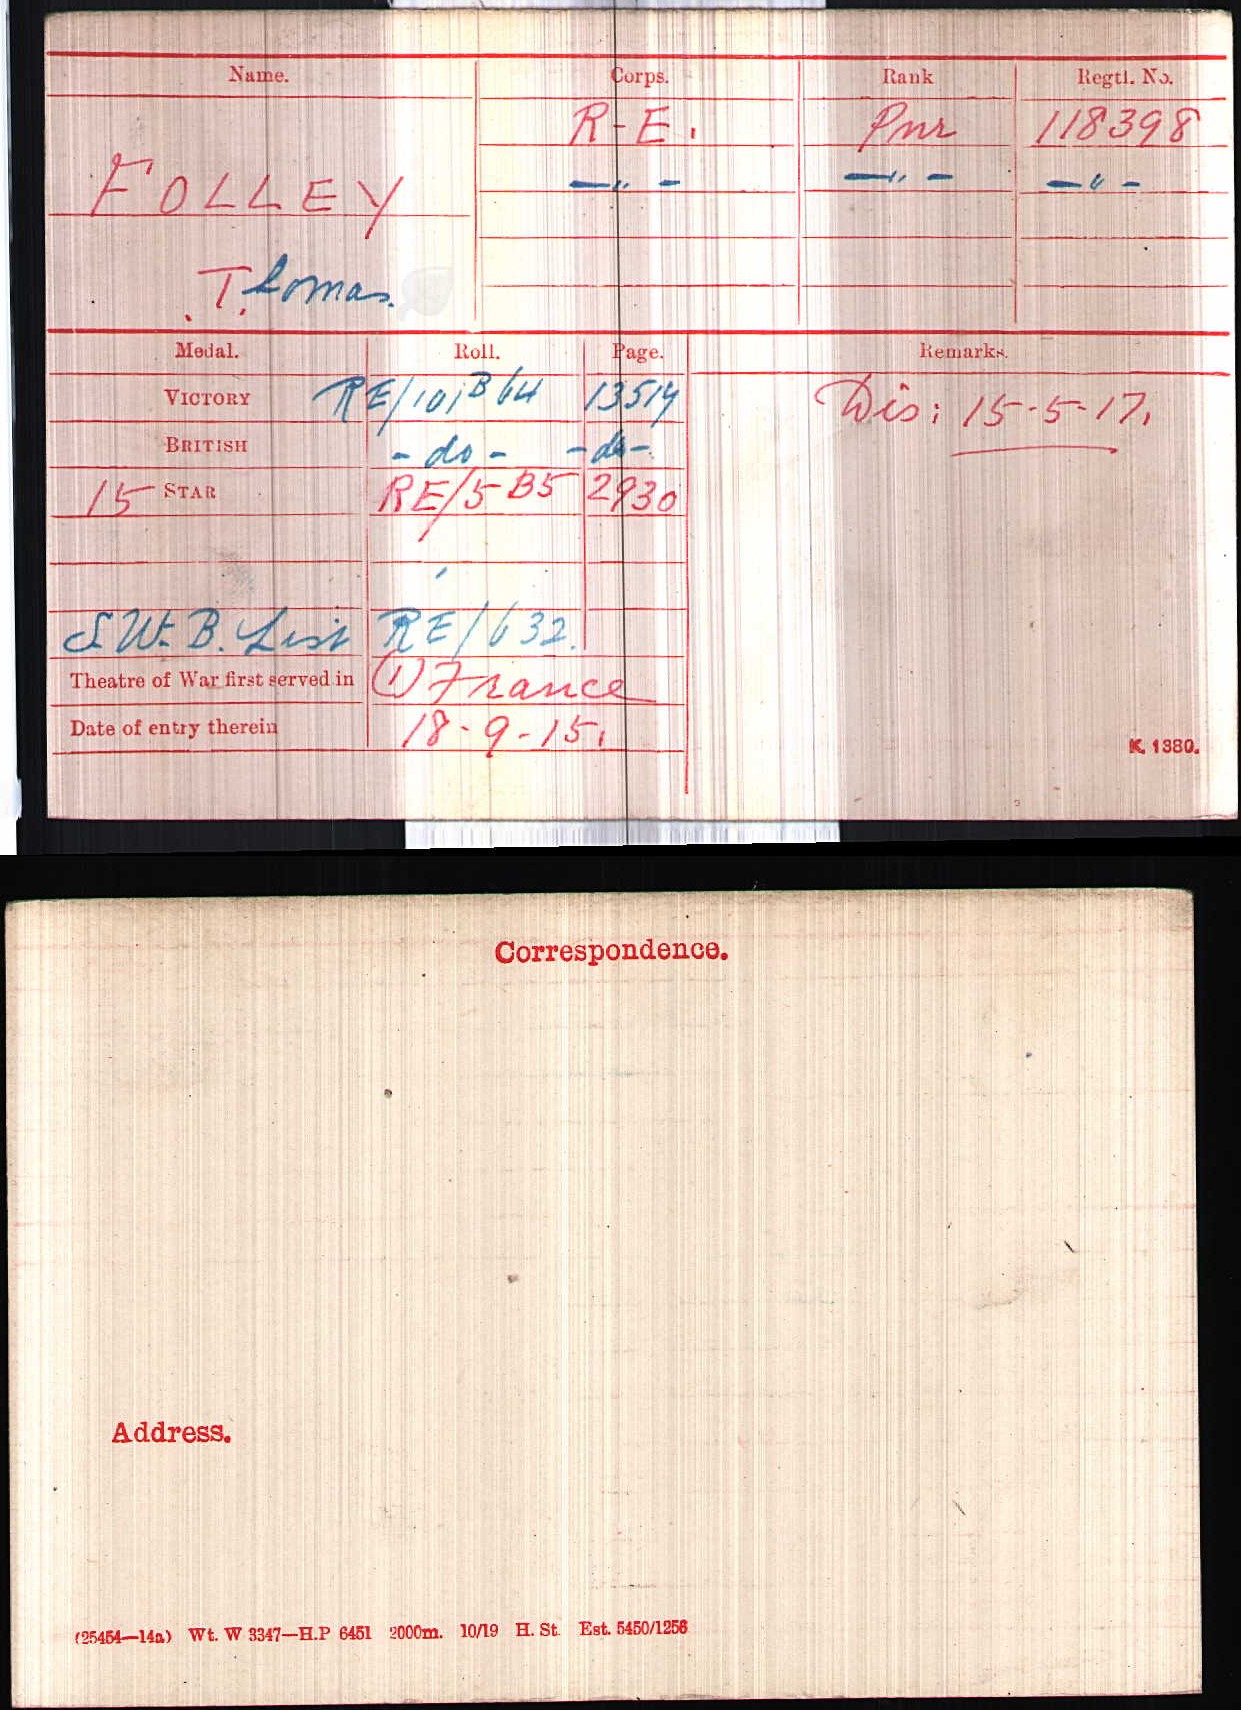 Name. Corps. Rank Regtl. No.
R-E. Pnr 118398
—„— —„— —„—
FOLLEY
Thomas.
Medal. Roll. Page. Remarks.
VICTORY RE/101 B 64 13514 Dis: 15-5-17.
BRITISH - do - - do -
15 STAR RE/5 B5 2930
S.W.B. List RE/632.
Theatre of War first served in (1) France
Date of entry therein 18-9-15.
K. 1380.
Correspondence.
Address.
(25454—14a) Wt. W 3347—H.P 6451 2000m. 10/19 H. St. Est. 5450/1256